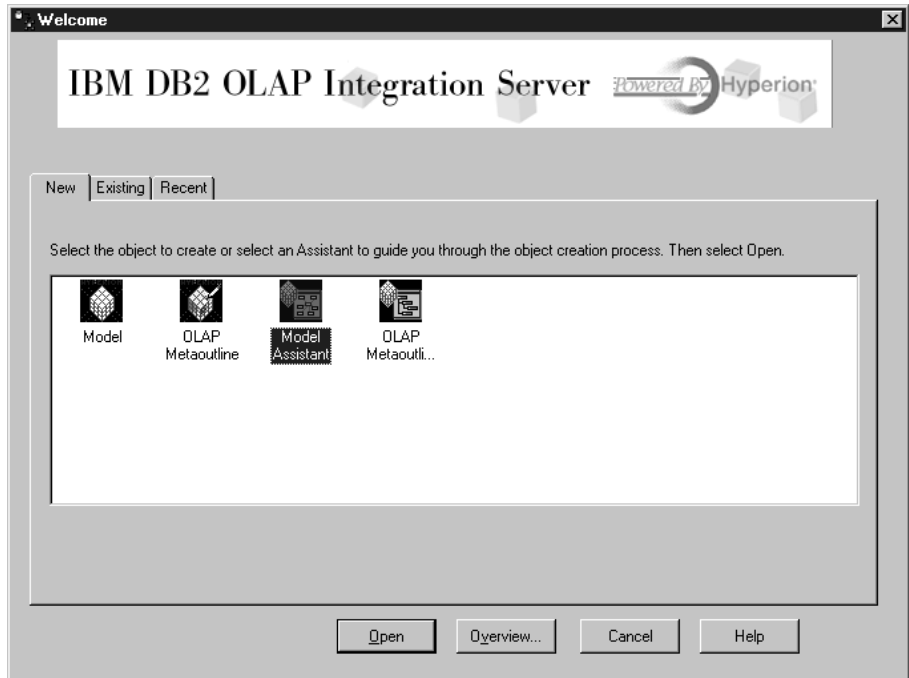 Welcome
IBM DB2 OLAP Integration Server Powered By Hyperion
New Existing Recent
Select the object to create or select an Assistant to guide you through the object creation process. Then select Open.
Model OLAP Metaoutline Model Assistant OLAP Metaoutli...
Open Overview... Cancel Help